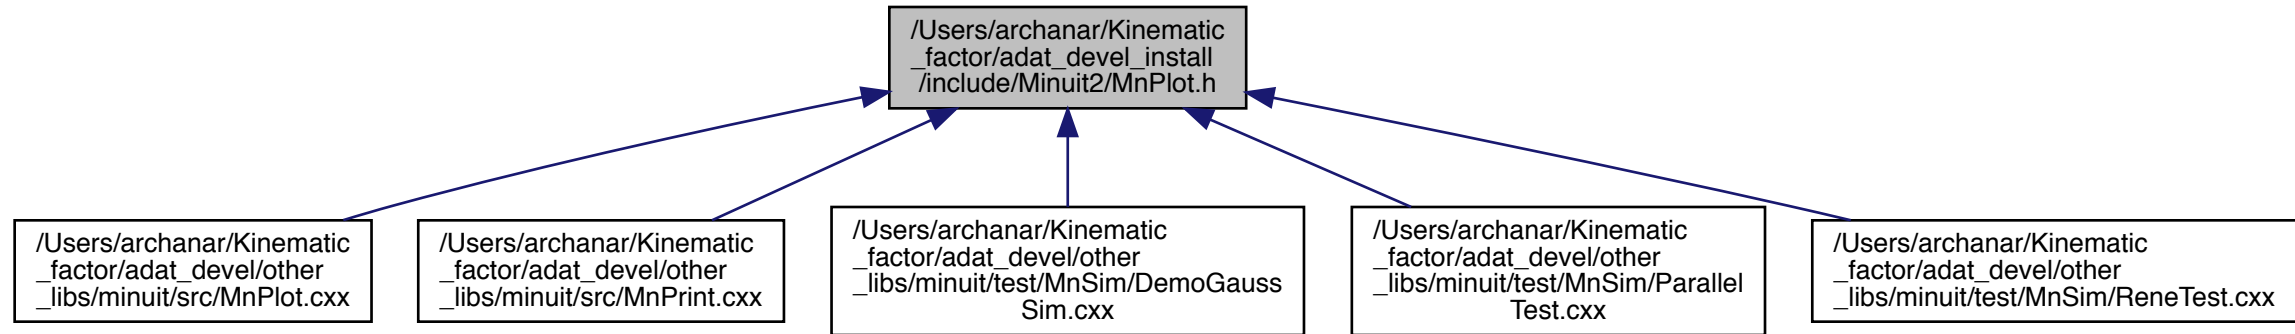 /Users/archanar/Kinematic
_factor/adat_devel_install
/include/Minuit2/MnPlot.h
/Users/archanar/Kinematic
_factor/adat_devel/other
_libs/minuit/src/MnPlot.cxx
/Users/archanar/Kinematic
_factor/adat_devel/other
_libs/minuit/src/MnPrint.cxx
/Users/archanar/Kinematic
_factor/adat_devel/other
_libs/minuit/test/MnSim/DemoGauss
Sim.cxx
/Users/archanar/Kinematic
_factor/adat_devel/other
_libs/minuit/test/MnSim/Parallel
Test.cxx
/Users/archanar/Kinematic
_factor/adat_devel/other
_libs/minuit/test/MnSim/ReneTest.cxx